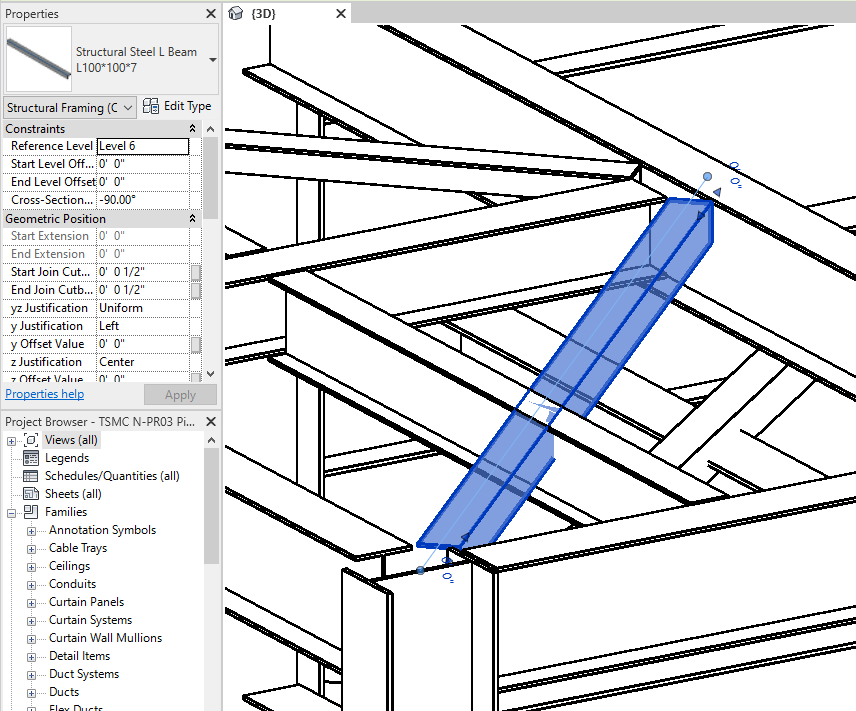 Properties
{3D}
Structural Steel L Beam
L100*100*7
Structural Framing (C
Edit Type
Constraints
Reference Level Level 6
Start Level Off... 0' 0"
End Level Offset 0' 0"
Cross-Section... -90.00°
Geometric Position
Start Extension 0' 0"
End Extension 0' 0"
Start Join Cut... 0' 0 1/2"
End Join Cutb... 0' 0 1/2"
yz Justification Uniform
y Justification Left
y Offset Value 0' 0"
z Justification Center
z Offset Value 0' 0"
Properties help
Apply
Project Browser - TSMC N-PR03 Pi...
Views (all)
Legends
Schedules/Quantities (all)
Sheets (all)
Families
Annotation Symbols
Cable Trays
Ceilings
Conduits
Curtain Panels
Curtain Systems
Curtain Wall Mullions
Detail Items
Duct Systems
Ducts
Flex Ducts
0' 0"
0' 0"